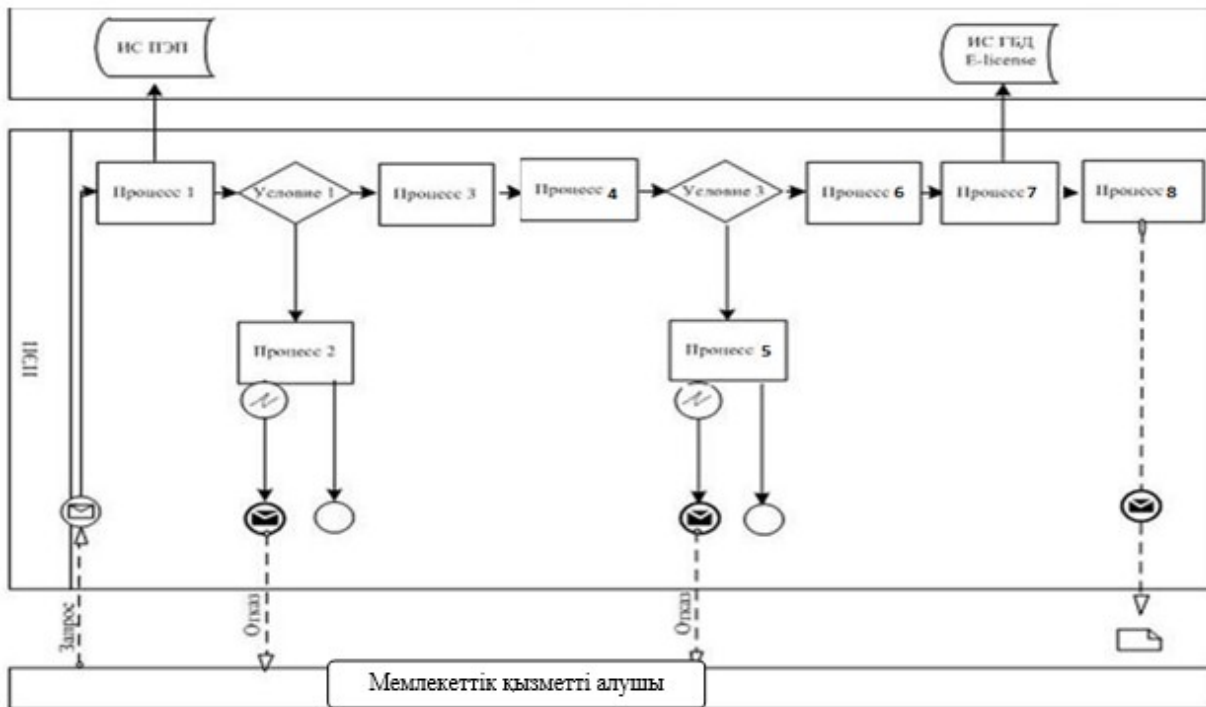 ИС ПЭП
ИС ГБД
E-license
Процесс 1
Условие 1
Процесс 3
Процесс 4
Условие 3
Процесс 6
Процесс 7
Процесс 8
Процесс 2
Процесс 5
ПЭП
Запрос
Отказ
Отказ
Мемлекеттік қызметті алушы